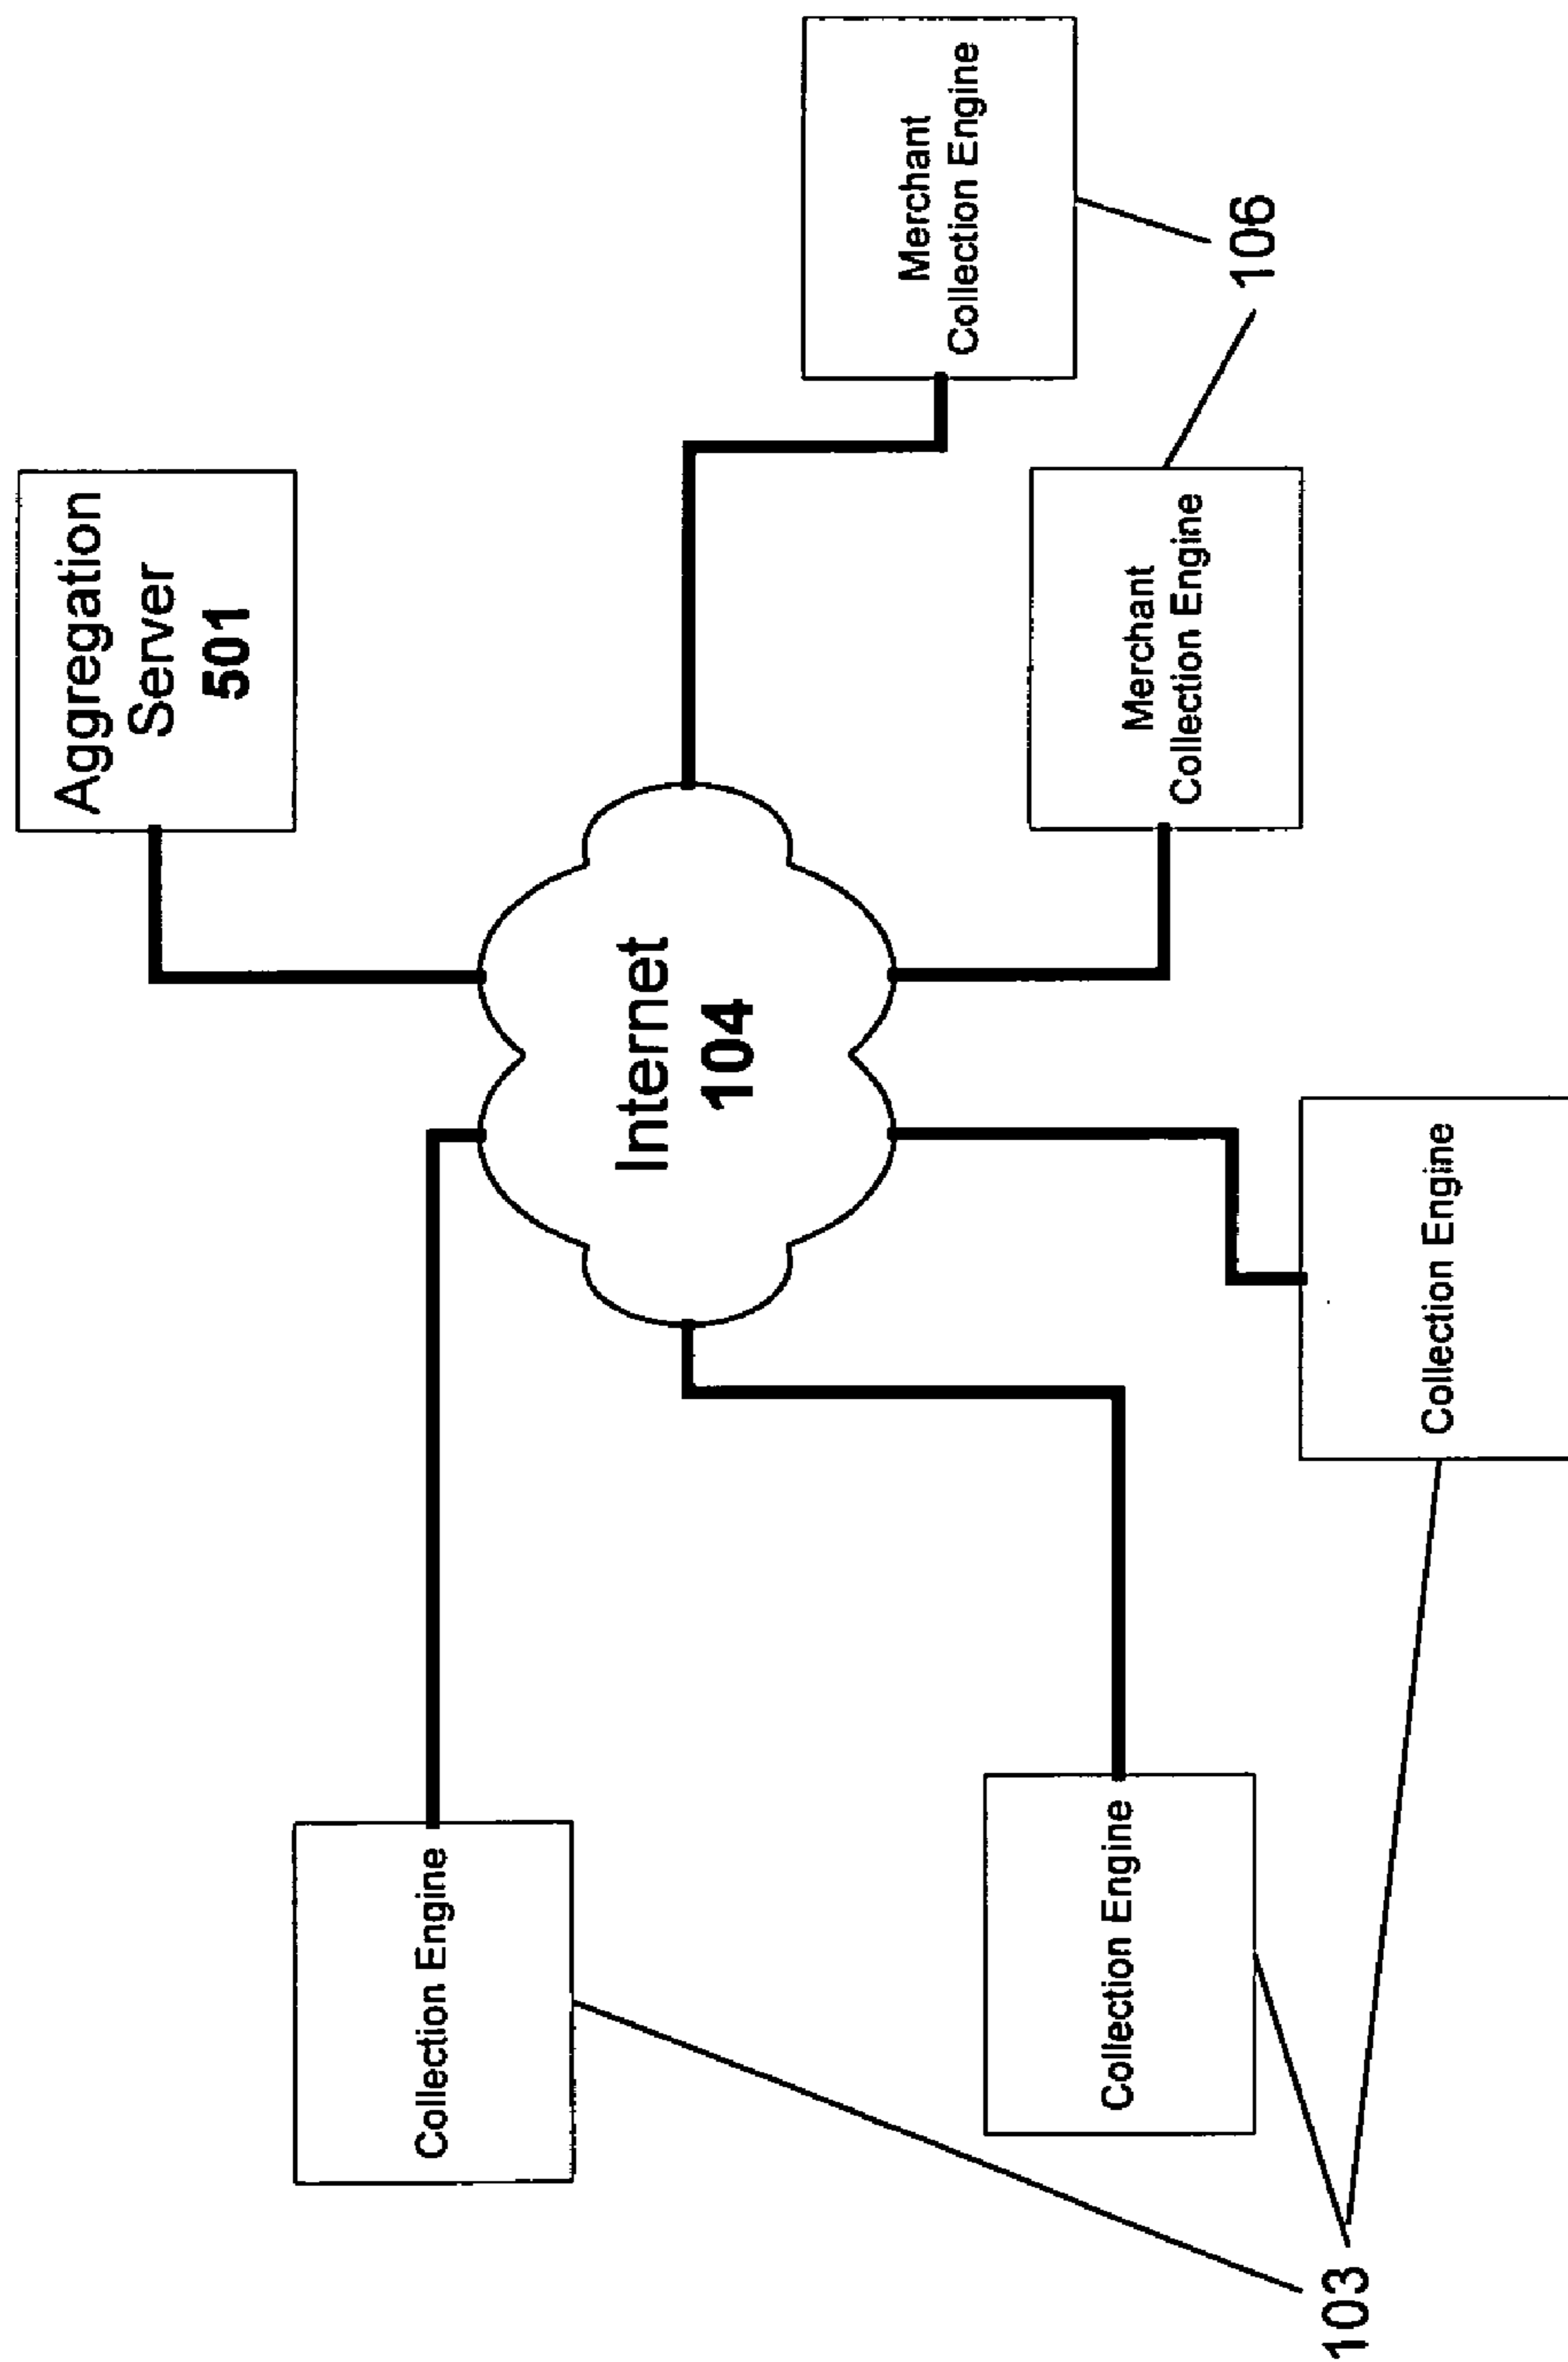 Aggregation
Server
501
Collection Engine
Internet
104
Merchant
Collection Engine
106
Merchant
Collection Engine
Collection Engine
Collection Engine
103